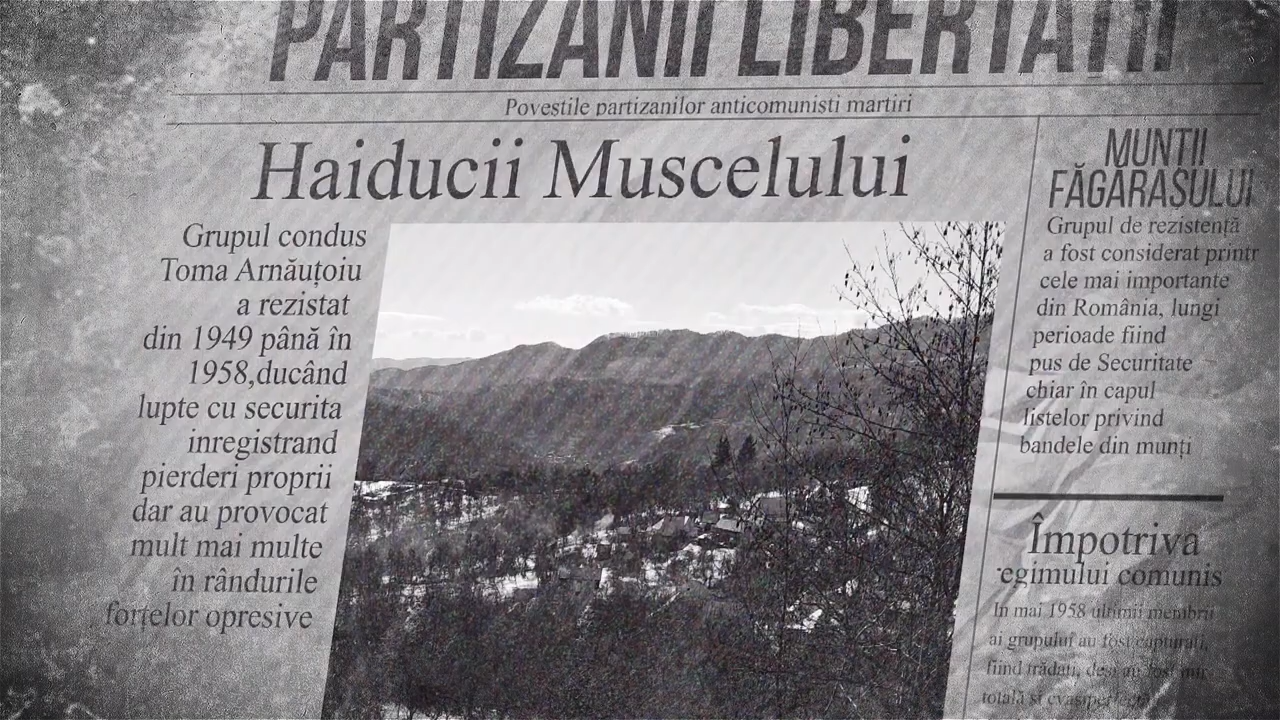 PARTIZANII LIBERTATII
Povestile partizanilor anticomunisti martiri
Haiducii Muscelului
Grupul condus
Toma Arnăuțoiu
a rezistat
din 1949 până în
1958,ducând
lupte cu securita
inregistrand
pierderi proprii
dar au provocat
mult mai multe
în rândurile
forțelor opresive
MUNTII
FĂGARASULUI
Grupul de rezistență
a fost considerat printr
cele mai importante
din România, lungi
perioade fiind
pus de Securitate
chiar în capul
listelor privind
bandele din munți
Împotriva
egimului comunis
In mai 1958 ultimii membrii
ai grupului au fost capturati,
fiind trădati, desi au fost
totală si cvasiperfectă